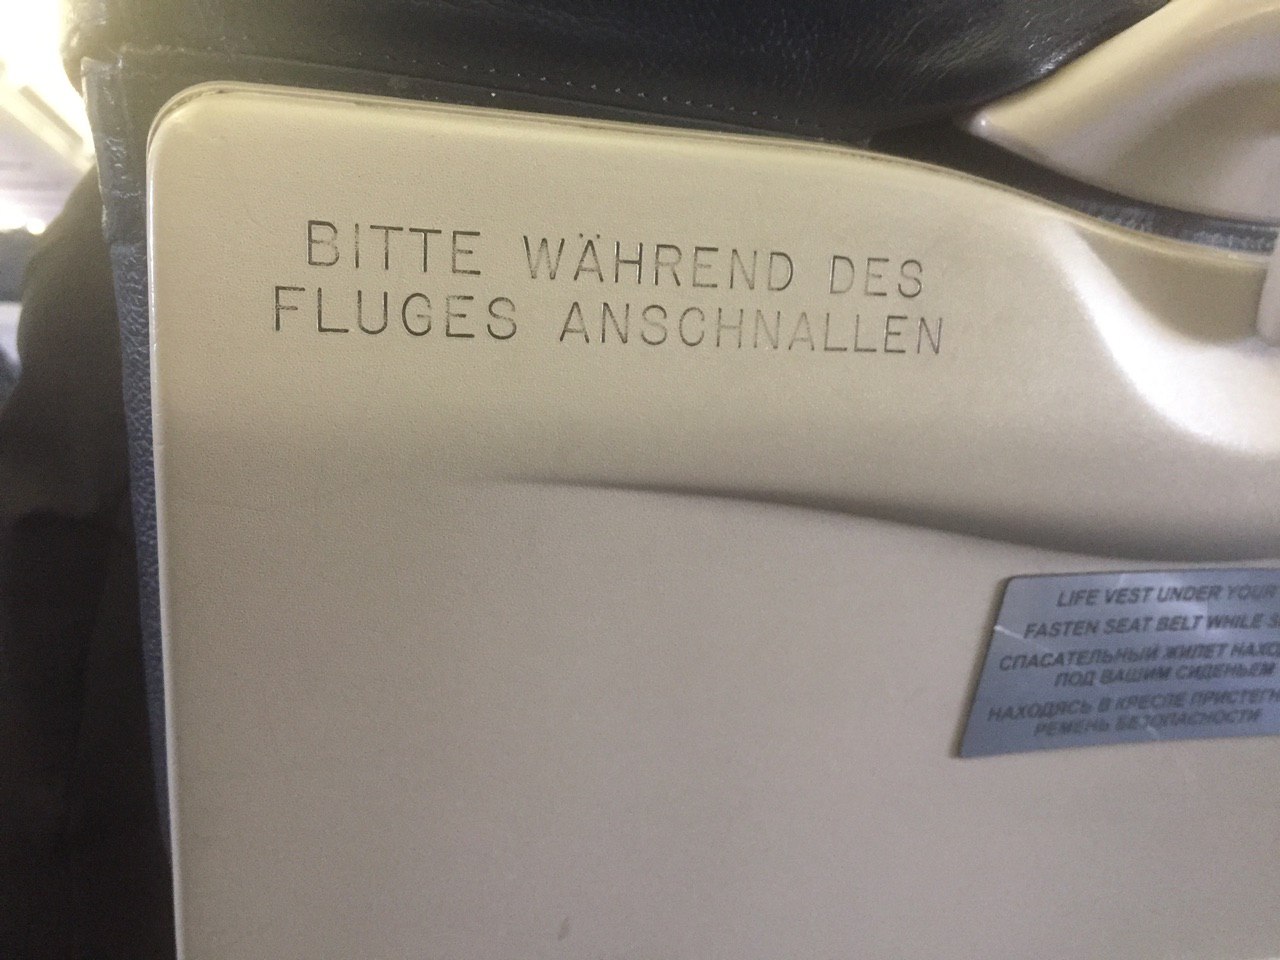 BITTE WÄHREND DES
FLUGES ANSCHNALLEN
LIFE VEST UNDER YOUR
FASTEN SEAT BELT WHILE
СПАСАТЕЛЬНЫЙ ЖИЛЕТ
ПОД ВАШИМ СИДЕНЬЕМ
НАХОДЯСЬ В КРЕСЛЕ
РЕМЕНЬ БЕЗОПАСНОСТИ